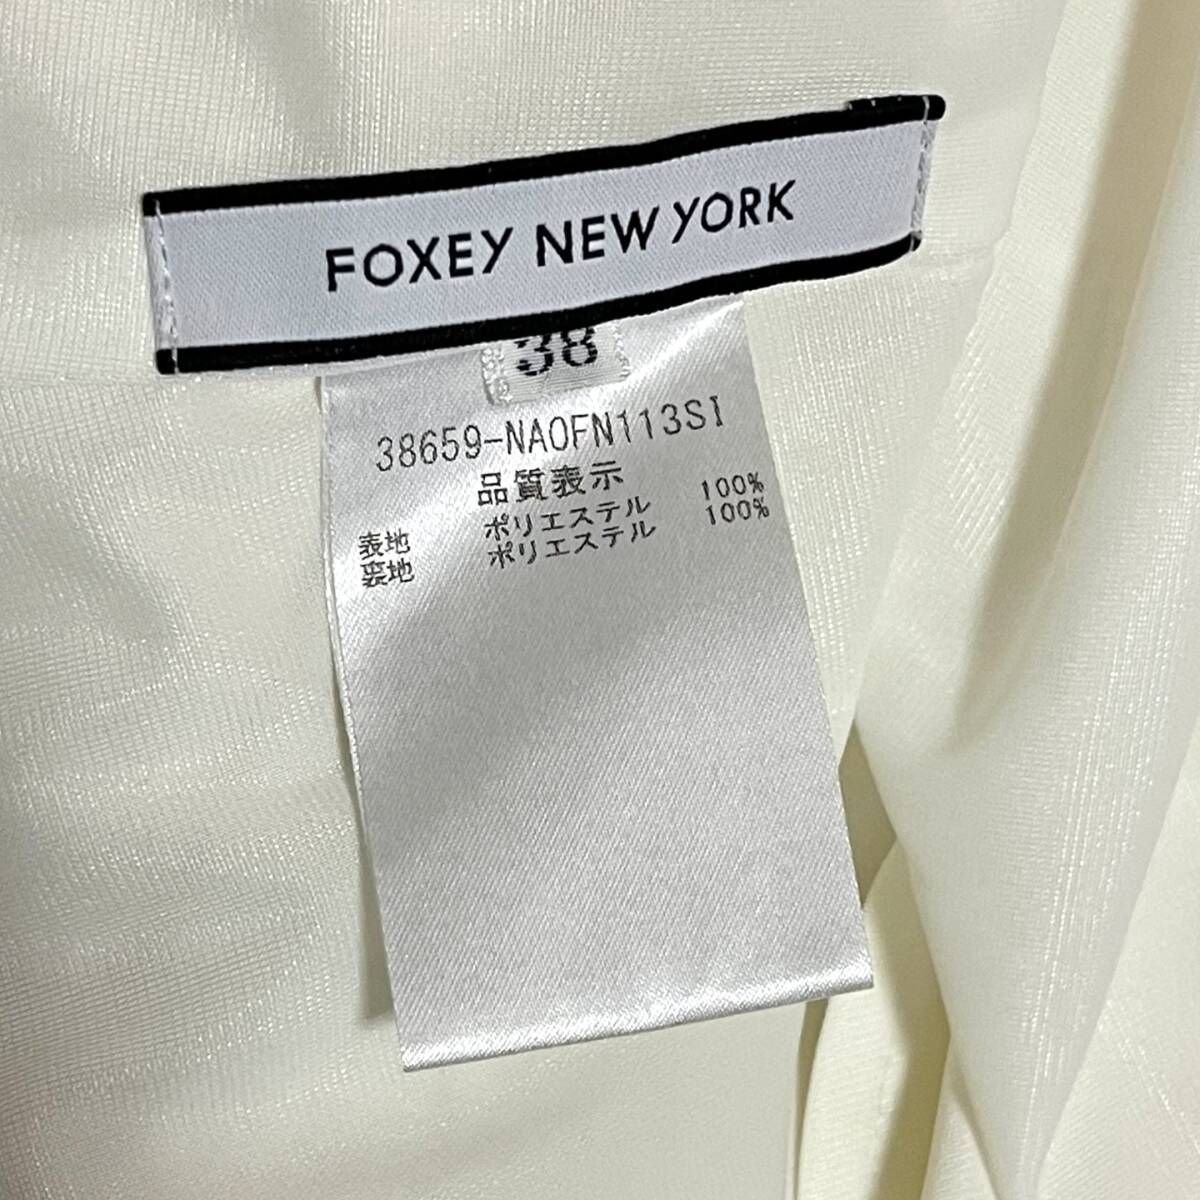 FOXEY NEW YORK
38
38659-NAOFN113SI
品質表示
表地 ポリエステル 100%
裏地 ポリエステル 100%